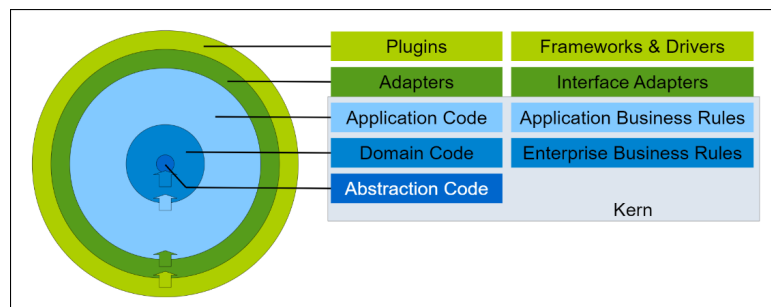 Plugins
Frameworks & Drivers
Adapters
Interface Adapters
Application Code
Application Business Rules
Domain Code
Enterprise Business Rules
Abstraction Code
Kern